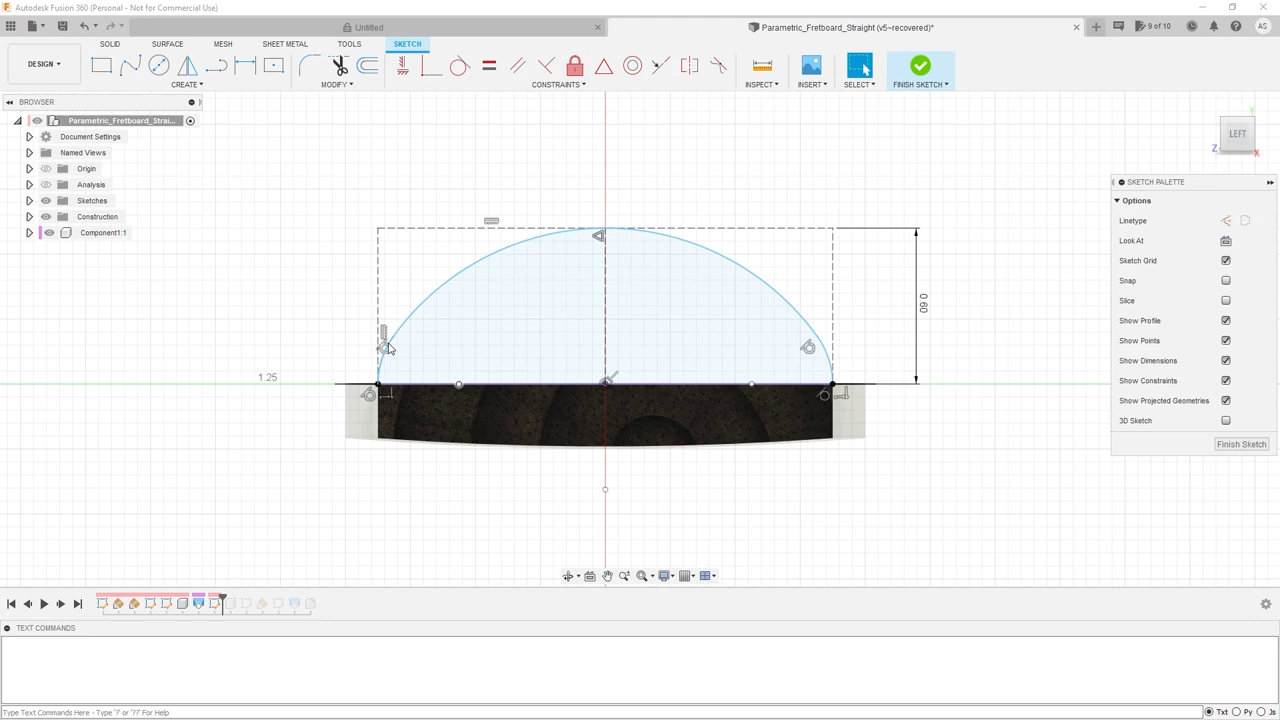 Autodesk Fusion 360 (Personal - Not for Commercial Use)
Untitled
Parametric_Fretboard_Straight (v5~recovered)*
9 of 10
AS
DESIGN
SOLID
SURFACE
MESH
SHEET METAL
TOOLS
SKETCH
CREATE
MODIFY
CONSTRAINTS
INSPECT
INSERT
SELECT
FINISH SKETCH
BROWSER
Parametric_Fretboard_Strai...
Document Settings
Named Views
Origin
Analysis
Sketches
Construction
Component1:1
1.25
0.60
Y
LEFT
Z
X
SKETCH PALETTE
Options
Linetype
Look At
Sketch Grid
Snap
Slice
Show Profile
Show Points
Show Dimensions
Show Constraints
Show Projected Geometries
3D Sketch
Finish Sketch
TEXT COMMANDS
Type Text Commands Here - Type '?' or '??' For Help
Txt
Py
Js